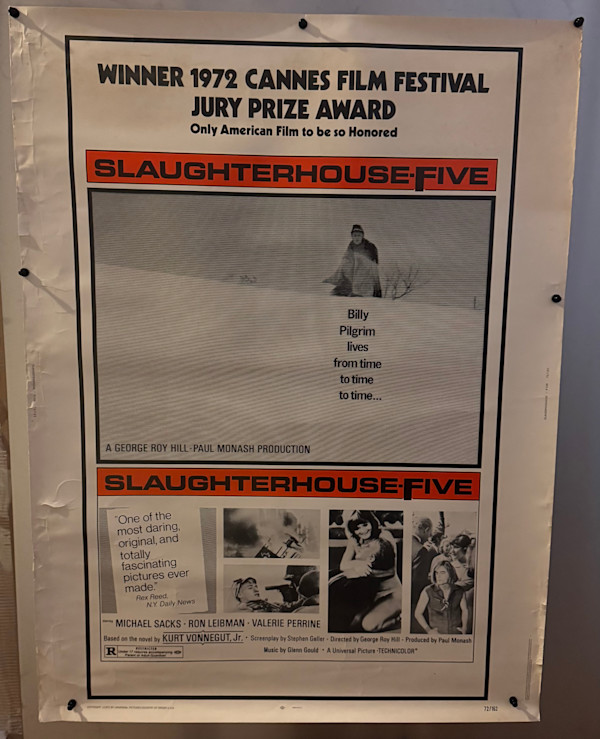 WINNER 1972 CANNES FILM FESTIVAL
JURY PRIZE AWARD
Only American Film to be so Honored
SLAUGHTERHOUSE-FIVE
Billy
Pilgrim
lives
from time
to time
to time...
A GEORGE ROY HILL-PAUL MONASH PRODUCTION
SLAUGHTERHOUSE-FIVE
"One of the
most daring,
original, and
totally
fascinating
pictures ever
made."
Rex Reed,
N.Y. Daily News
MICHAEL SACKS · RON LEIBMAN · VALERIE PERRINE
Based on the novel by KURT VONNEGUT, Jr. · Screenplay by Stephen Geller · Directed by George Roy Hill · Produced by Paul Monash
Music by Glenn Gould · A Universal Picture · TECHNICOLOR®
R RESTRICTED
72/162